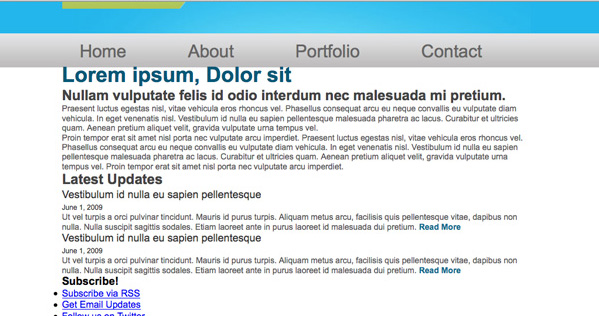 Home About Portfolio Contact
Lorem ipsum, Dolor sit
Nullam vulputate felis id odio interdum nec malesuada mi pretium.
Praesent luctus egestas nisl, vitae vehicula eros rhoncus vel. Phasellus consequat arcu eu neque convallis eu vulputate diam
vehicula. In eget venenatis nisl. Vestibulum id nulla eu sapien pellentesque malesuada pharetra ac lacus. Curabitur et ultricies
quam. Aenean pretium aliquet velit, gravida vulputate urna tempus vel.
Proin tempor erat sit amet nisl porta nec vulputate arcu imperdiet. Praesent luctus egestas nisl, vitae vehicula eros rhoncus vel.
Phasellus consequat arcu eu neque convallis eu vulputate diam vehicula. In eget venenatis nisl. Vestibulum id nulla eu sapien
pellentesque malesuada pharetra ac lacus. Curabitur et ultricies quam. Aenean pretium aliquet velit, gravida vulputate urna
tempus vel. Proin tempor erat sit amet nisl porta nec vulputate arcu imperdiet.
Latest Updates
Vestibulum id nulla eu sapien pellentesque
June 1, 2009
Ut vel turpis a orci pulvinar tincidunt. Mauris id purus turpis. Aliquam metus arcu, facilisis quis pellentesque vitae, dapibus non
nulla. Nulla suscipit sagittis sodales. Etiam laoreet ante in purus laoreet id malesuada dui pretium. Read More
Vestibulum id nulla eu sapien pellentesque
June 1, 2009
Ut vel turpis a orci pulvinar tincidunt. Mauris id purus turpis. Aliquam metus arcu, facilisis quis pellentesque vitae, dapibus non
nulla. Nulla suscipit sagittis sodales. Etiam laoreet ante in purus laoreet id malesuada dui pretium. Read More
Subscribe!
Subscribe via RSS
Get Email Updates
Follow us on Twitter